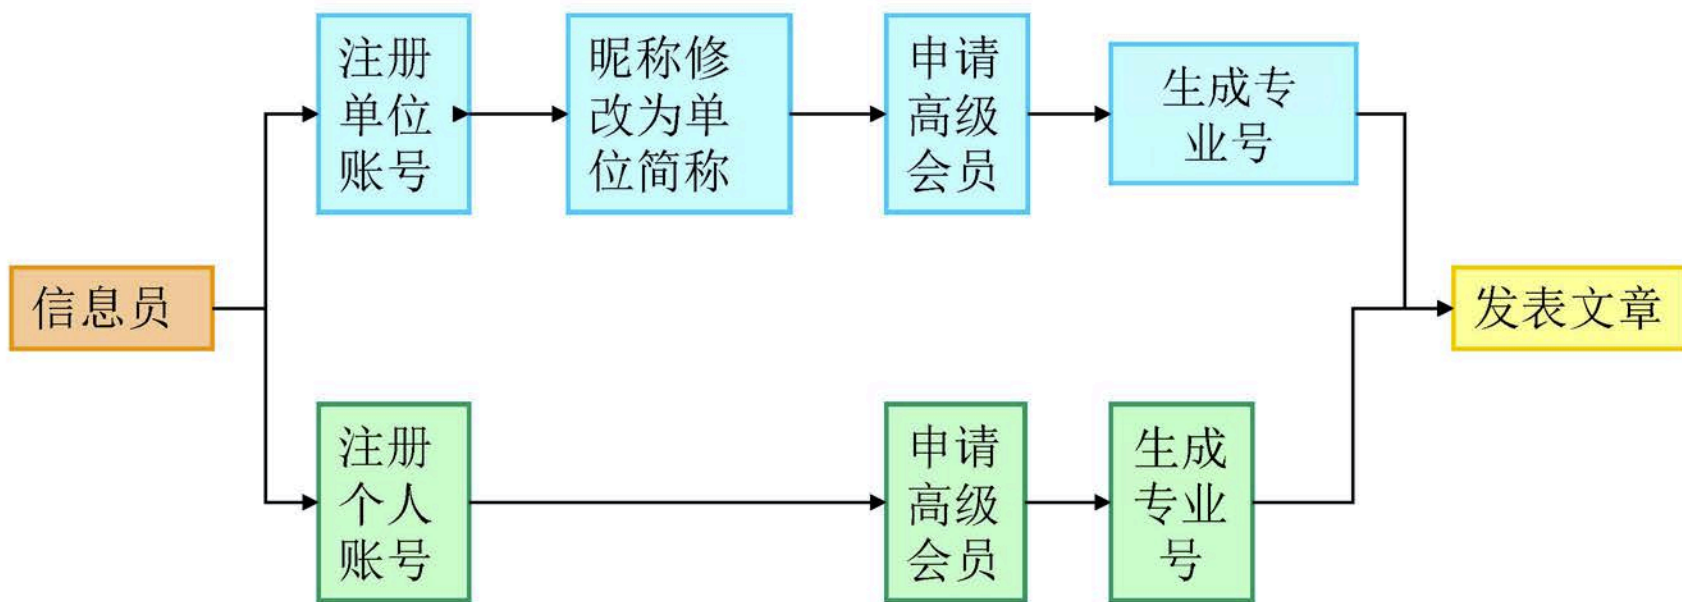 注册
单位
账号
昵称修
改为单
位简称
申请
高级
会员
生成专
业号
信息员
发表文章
注册
个人
账号
申请
高级
会员
生成
专业
号